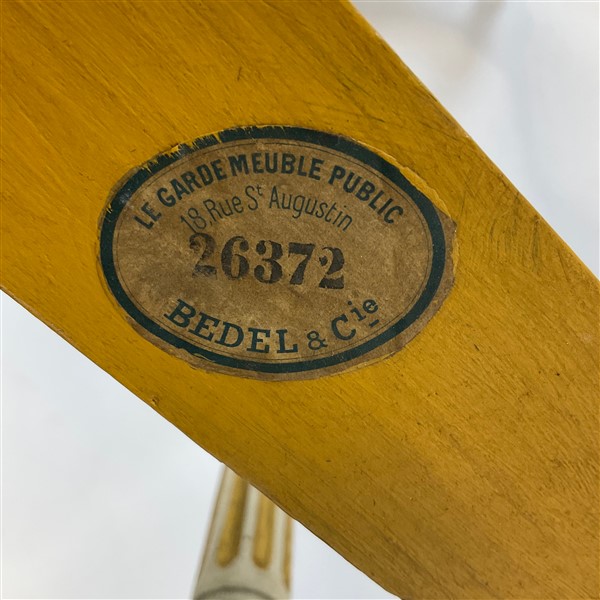 LE GARDE MEUBLE PUBLIC
18 Rue St Augustin
26372
BEDEL & Cie